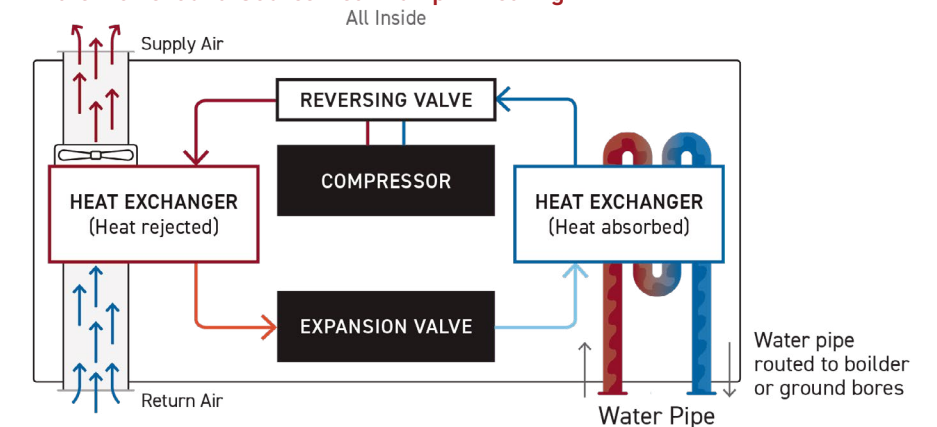 All Inside
Supply Air
REVERSING VALVE
COMPRESSOR
HEAT EXCHANGER
(Heat rejected)
HEAT EXCHANGER
(Heat absorbed)
EXPANSION VALVE
Water pipe
routed to boilder
or ground bores
Return Air
Water Pipe